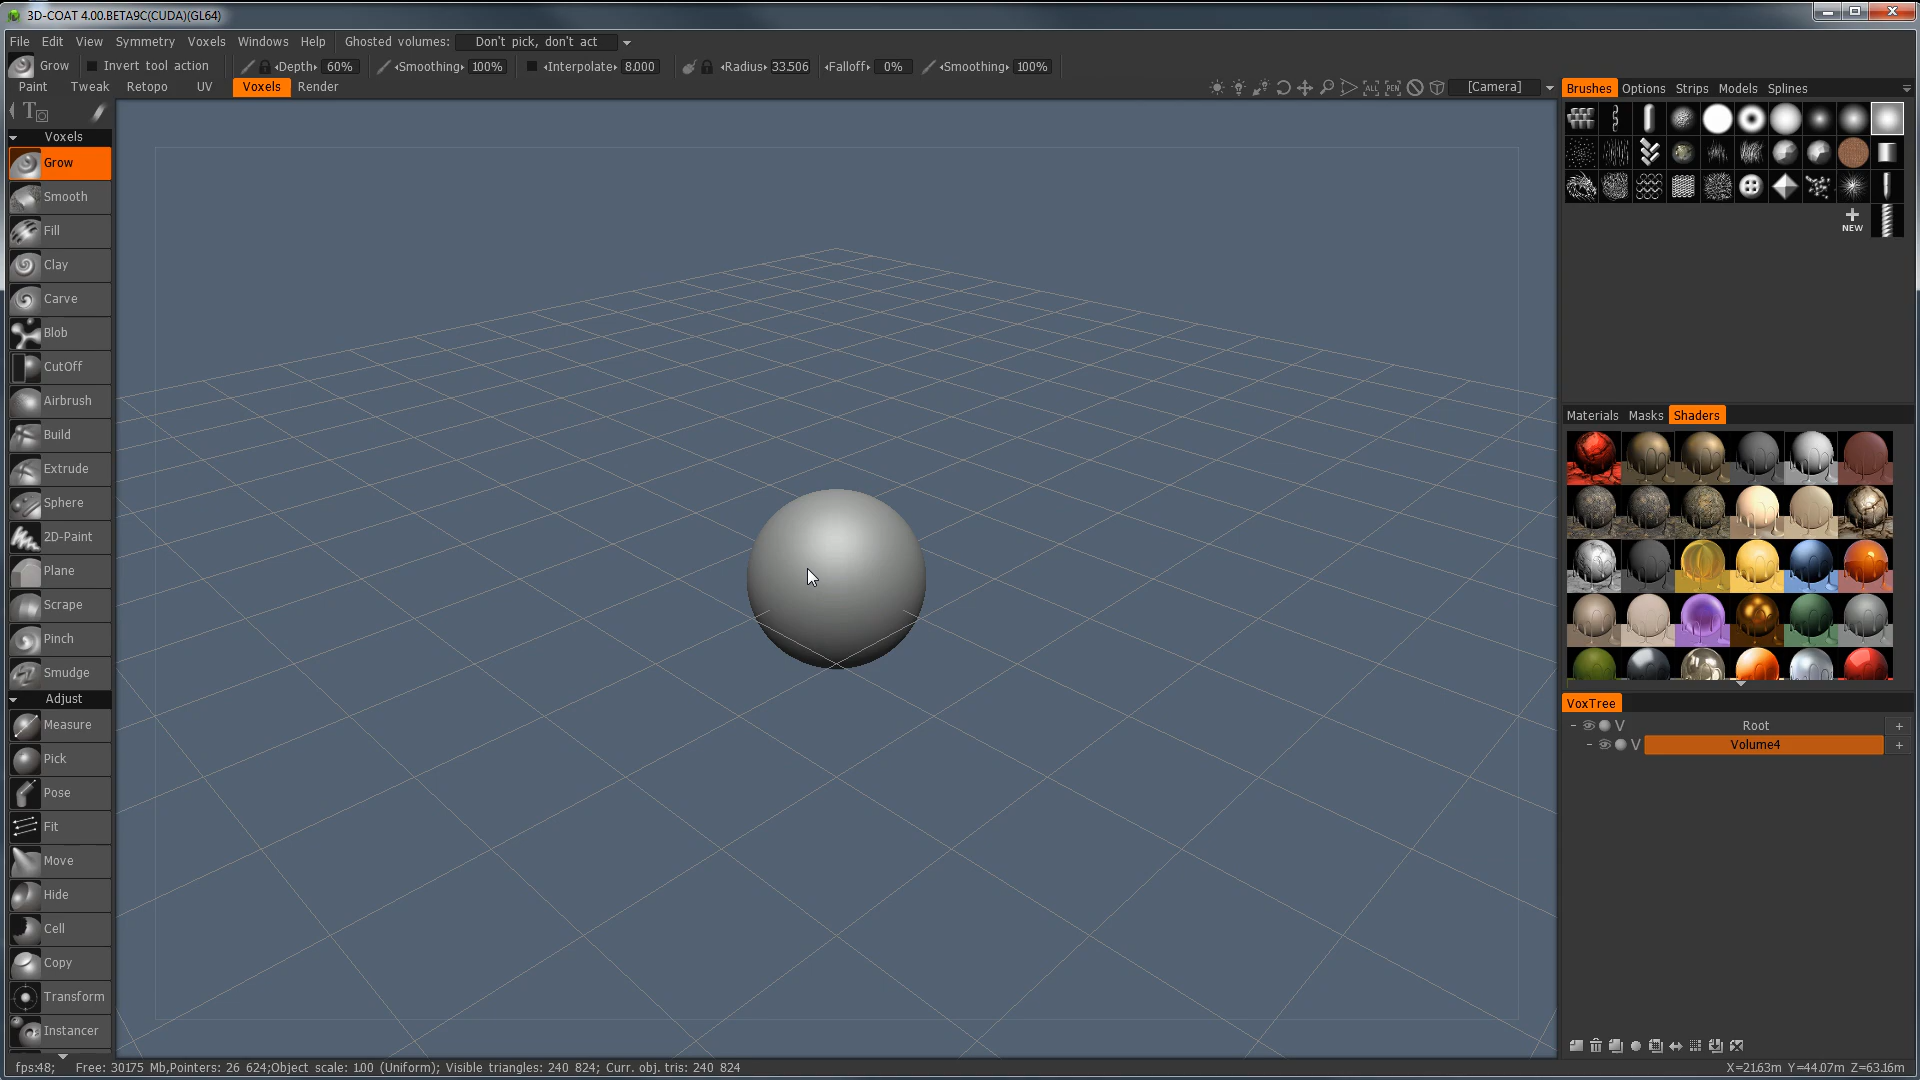 3D-COAT 4.00.BETA9C(CUDA)(GL64)
File Edit View Symmetry Voxels Windows Help Ghosted volumes: Don't pick, don't act
Grow Invert tool action Depth 60% Smoothing 100% Interpolate 8.000 Radius 33.506 Falloff 0% Smoothing 100%
Paint Tweak Retopo UV Voxels Render [Camera]
ALL PEN
Brushes Options Strips Models Splines
NEW
Voxels
Grow
Smooth
Fill
Clay
Carve
Blob
CutOff
Airbrush
Build
Extrude
Sphere
2D-Paint
Plane
Scrape
Pinch
Smudge
Adjust
Measure
Pick
Pose
Fit
Move
Hide
Cell
Copy
Transform
Instancer
Materials Masks Shaders
VoxTree
V Root +
V Volume4 +
fps:48; Free: 30175 Mb,Pointers: 26 624;Object scale: 1.00 (Uniform); Visible triangles: 240 824; Curr. obj. tris: 240 824
X=21.63m Y=44.07m Z=63.16m